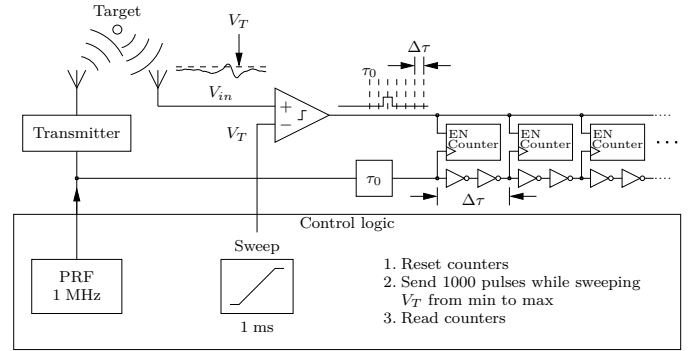 Target
V_T
Δτ
τ_0
V_in
+
V_T
−
Transmitter
EN
Counter
EN
Counter
EN
Counter
...
τ_0
Δτ
Control logic
PRF
1 MHz
Sweep
1 ms
1. Reset counters
2. Send 1000 pulses while sweeping
V_T from min to max
3. Read counters